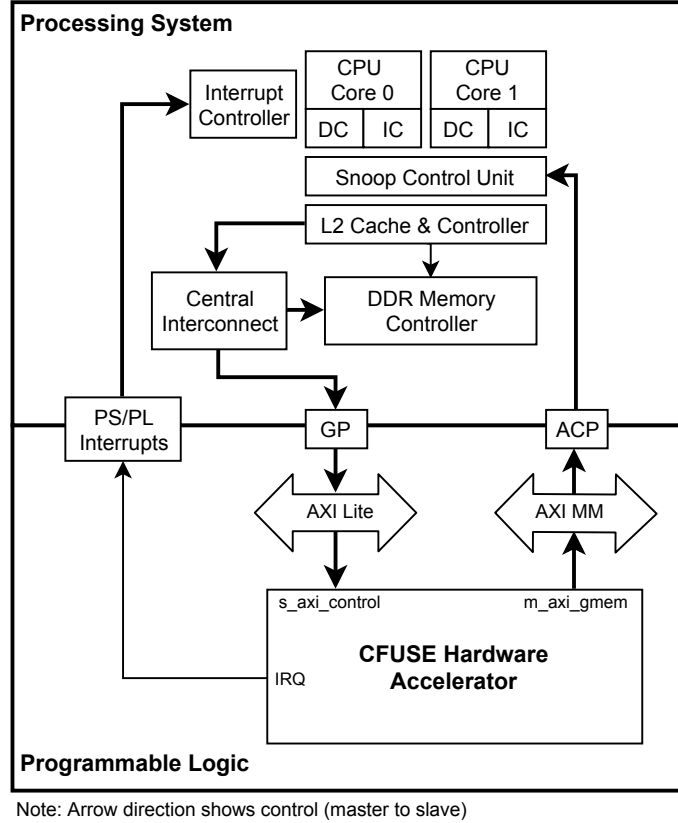 Processing System
Interrupt
Controller
CPU
Core 0
DC
IC
CPU
Core 1
DC
IC
Snoop Control Unit
L2 Cache & Controller
Central
Interconnect
DDR Memory
Controller
PS/PL
Interrupts
GP
ACP
AXI Lite
AXI MM
s_axi_control
m_axi_gmem
CFUSE Hardware
Accelerator
IRQ
Programmable Logic
Note: Arrow direction shows control (master to slave)